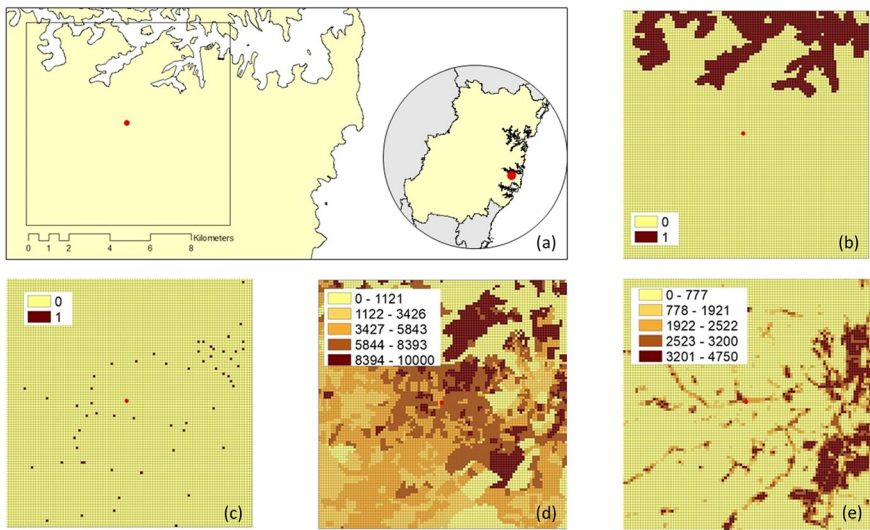 Kilometers
0 1 2 4 6 8
(a)
0
1
(b)
0
1
(c)
0 - 1121
1122 - 3426
3427 - 5843
5844 - 8393
8394 - 10000
(d)
0 - 777
778 - 1921
1922 - 2522
2523 - 3200
3201 - 4750
(e)